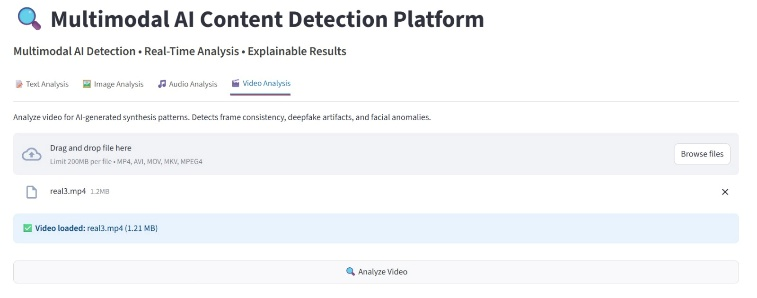 Multimodal AI Content Detection Platform
Multimodal AI Detection • Real-Time Analysis • Explainable Results
Text Analysis Image Analysis Audio Analysis Video Analysis
Analyze video for AI-generated synthesis patterns. Detects frame consistency, deepfake artifacts, and facial anomalies.
Drag and drop file here
Limit 200MB per file • MP4, AVI, MOV, MKV, MPEG4
Browse files
real3.mp4 1.2MB
Video loaded: real3.mp4 (1.21 MB)
Analyze Video